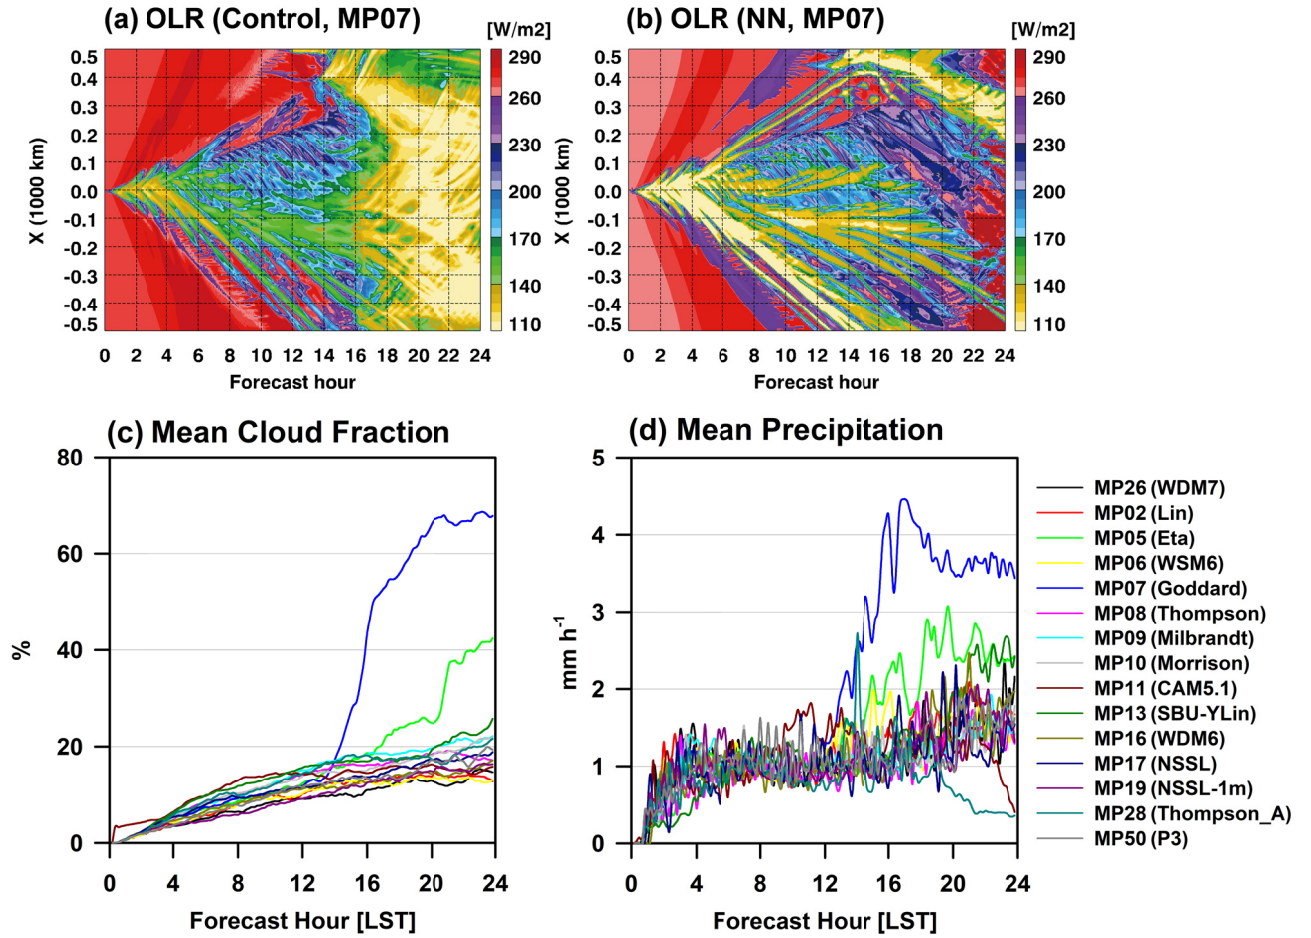 (a) OLR (Control, MP07)
[W/m2]
0.5
0.4
0.3
0.2
0.1
0.0
-0.1
-0.2
-0.3
-0.4
-0.5
X (1000 km)
290
260
230
200
170
140
110
0 2 4 6 8 10 12 14 16 18 20 22 24
Forecast hour
(b) OLR (NN, MP07)
[W/m2]
0.5
0.4
0.3
0.2
0.1
0.0
-0.1
-0.2
-0.3
-0.4
-0.5
X (1000 km)
290
260
230
200
170
140
110
0 2 4 6 8 10 12 14 16 18 20 22 24
Forecast hour
(c) Mean Cloud Fraction
80
60
40
20
0
%
0 4 8 12 16 20 24
Forecast Hour [LST]
(d) Mean Precipitation
5
4
3
2
1
0
mm h-1
0 4 8 12 16 20 24
Forecast Hour [LST]
MP26 (WDM7)
MP02 (Lin)
MP05 (Eta)
MP06 (WSM6)
MP07 (Goddard)
MP08 (Thompson)
MP09 (Milbrandt)
MP10 (Morrison)
MP11 (CAM5.1)
MP13 (SBU-YLin)
MP16 (WDM6)
MP17 (NSSL)
MP19 (NSSL-1m)
MP28 (Thompson_A)
MP50 (P3)